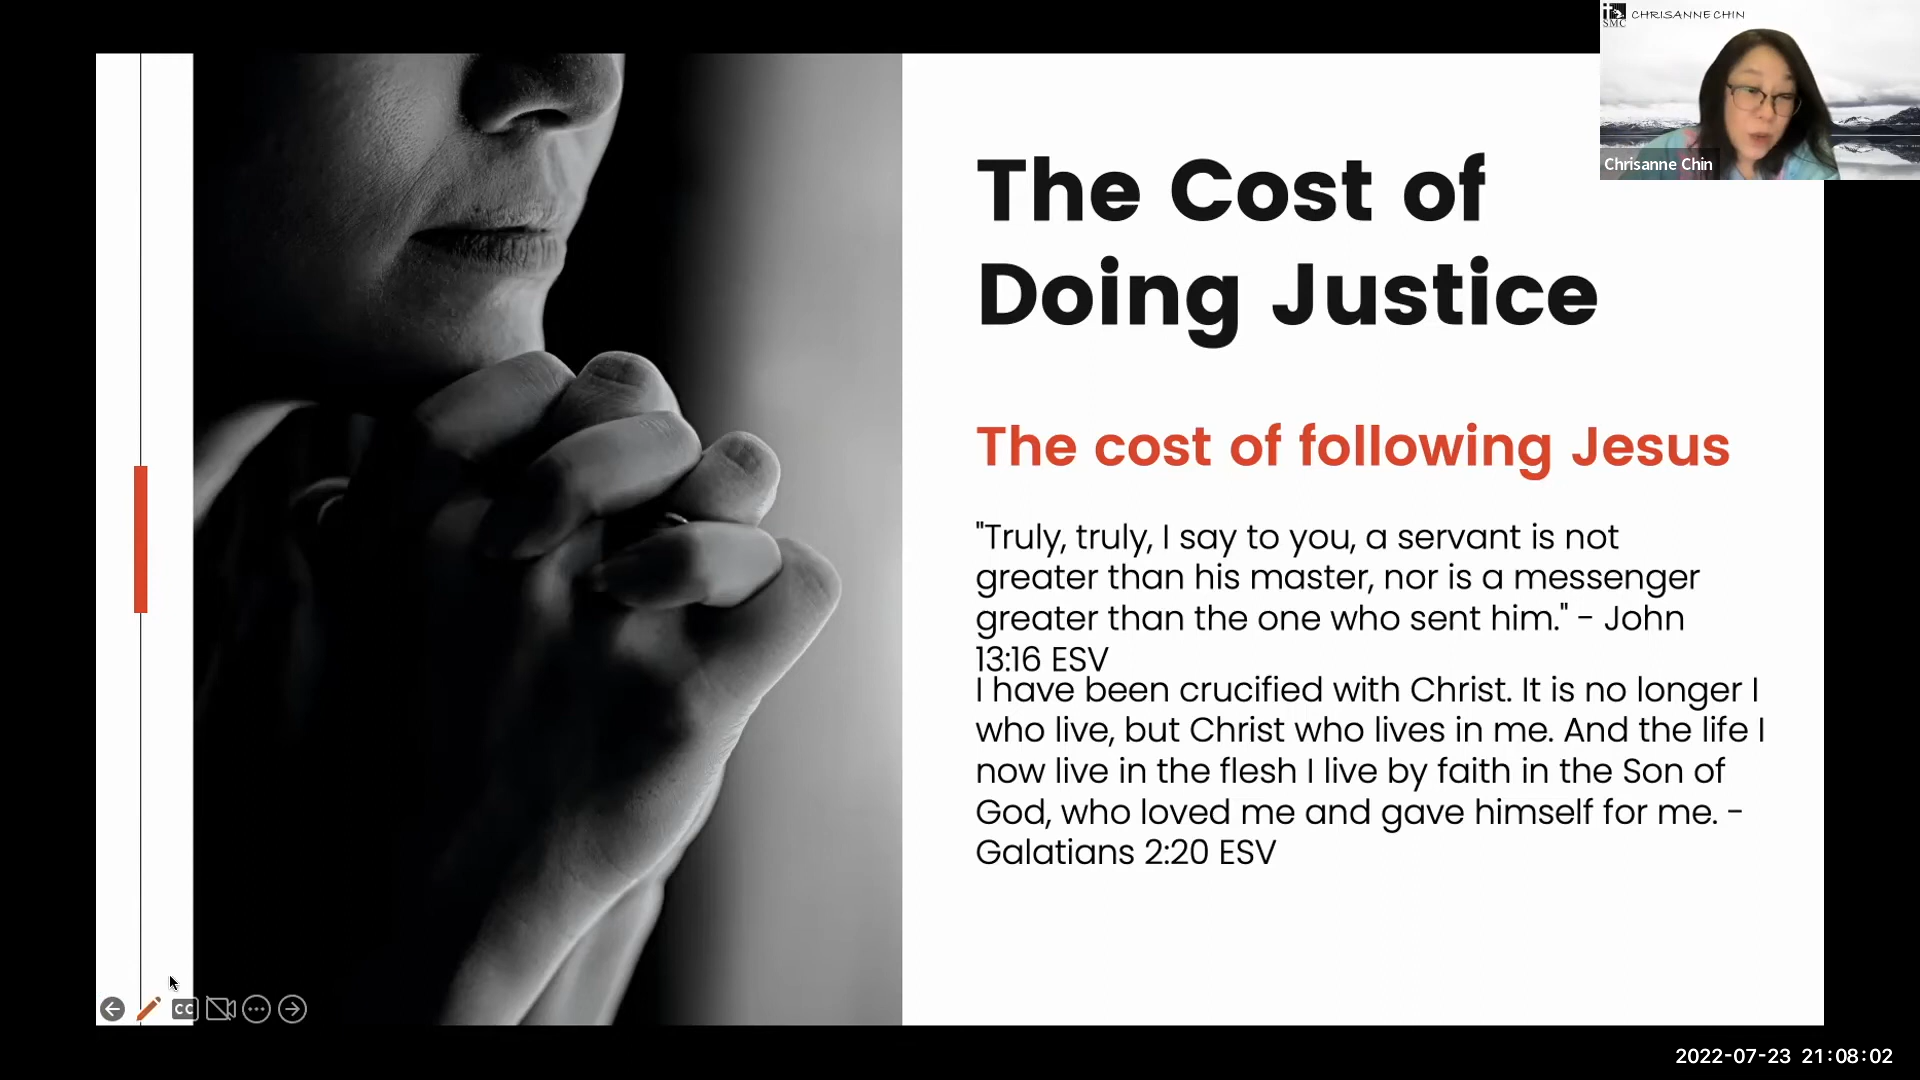 SMC
CHRISANNE CHIN
Chrisanne Chin
The Cost of
Doing Justice
The cost of following Jesus
"Truly, truly, I say to you, a servant is not
greater than his master, nor is a messenger
greater than the one who sent him." - John
13:16 ESV
I have been crucified with Christ. It is no longer I
who live, but Christ who lives in me. And the life I
now live in the flesh I live by faith in the Son of
God, who loved me and gave himself for me. -
Galatians 2:20 ESV
CC
2022-07-23 21:08:02